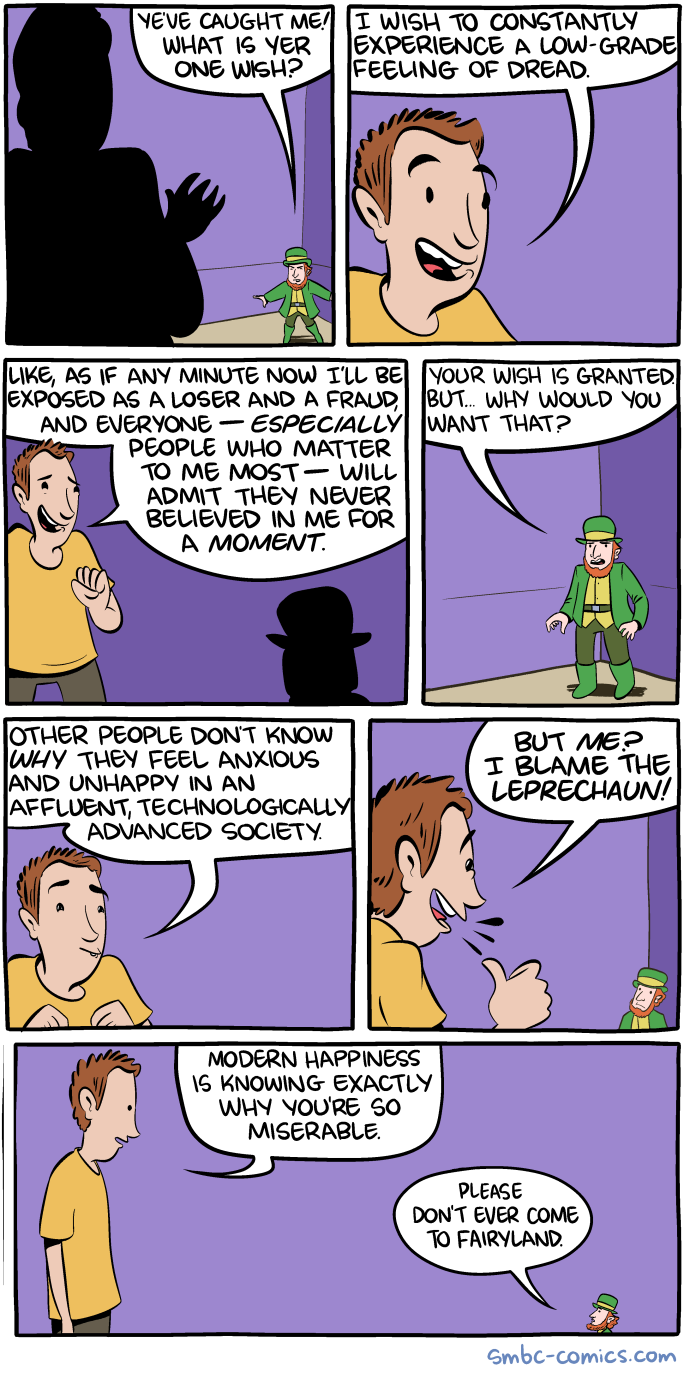 YE'VE CAUGHT ME!
WHAT IS YER
ONE WISH?
I WISH TO CONSTANTLY
EXPERIENCE A LOW-GRADE
FEELING OF DREAD.
LIKE, AS IF ANY MINUTE NOW I'LL BE
EXPOSED AS A LOSER AND A FRAUD,
AND EVERYONE — ESPECIALLY
PEOPLE WHO MATTER
TO ME MOST — WILL
ADMIT THEY NEVER
BELIEVED IN ME FOR
A MOMENT.
YOUR WISH IS GRANTED.
BUT... WHY WOULD YOU
WANT THAT?
OTHER PEOPLE DON'T KNOW
WHY THEY FEEL ANXIOUS
AND UNHAPPY IN AN
AFFLUENT, TECHNOLOGICALLY
ADVANCED SOCIETY.
BUT ME?
I BLAME THE
LEPRECHAUN!
MODERN HAPPINESS
IS KNOWING EXACTLY
WHY YOU'RE SO
MISERABLE.
PLEASE
DON'T EVER COME
TO FAIRYLAND.
smbc-comics.com